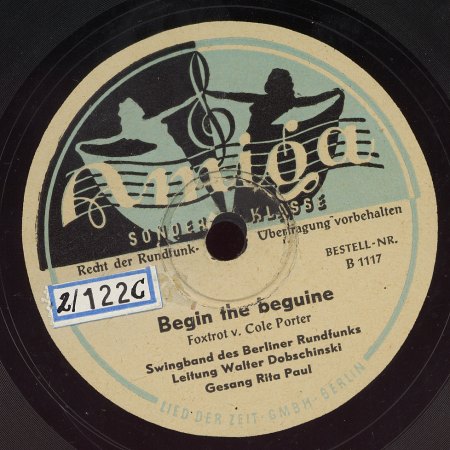 Amiga
SONDER KLASSE
Recht der Rundfunk- Übertragung vorbehalten
BESTELL-NR.
B 1117
2/122C
Begin the beguine
Foxtrot v. Cole Porter
Swingband des Berliner Rundfunks
Leitung Walter Dobschinski
Gesang Rita Paul
LIED DER ZEIT-GMBH-BERLIN